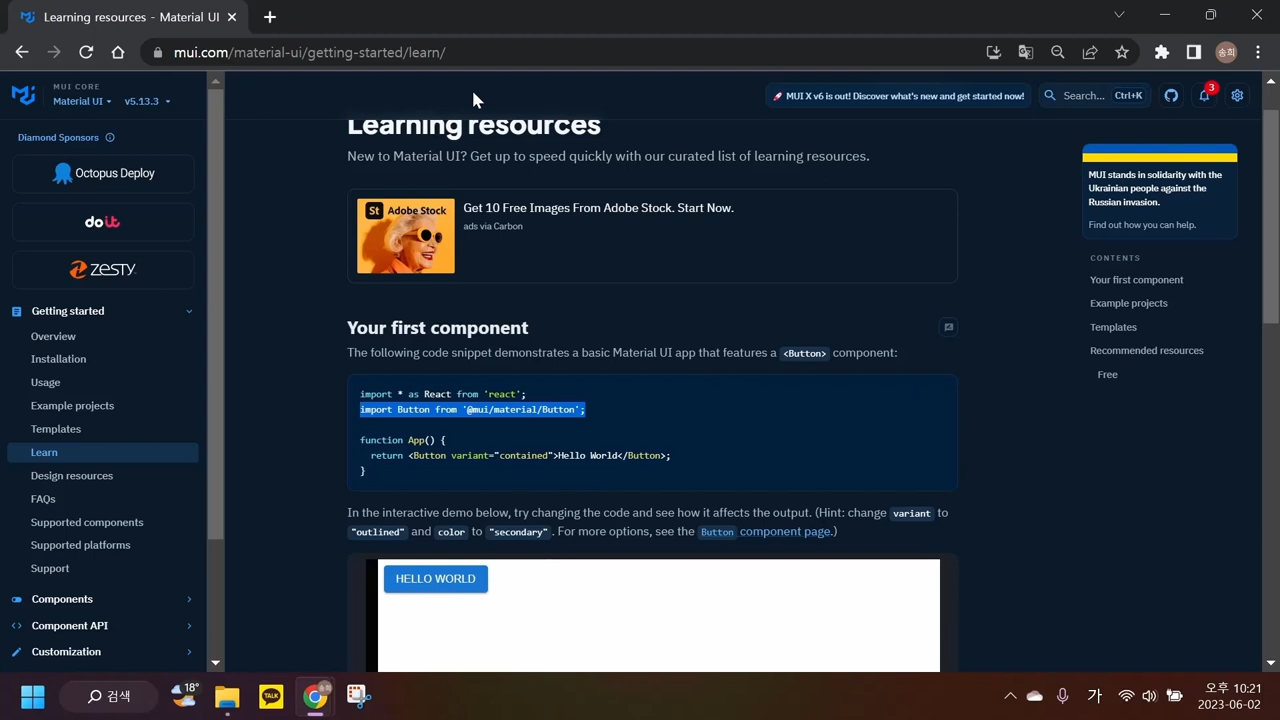 Learning resources - Material UI
mui.com/material-ui/getting-started/learn/
송희
MUI CORE
Material UI
v5.13.3
🚀 MUI X v6 is out! Discover what's new and get started now!
Search...
Ctrl+K
3
Diamond Sponsors
Octopus Deploy
doit
ZESTY
Getting started
Overview
Installation
Usage
Example projects
Templates
Learn
Design resources
FAQs
Supported components
Supported platforms
Support
Components
Component API
Customization
Learning resources
New to Material UI? Get up to speed quickly with our curated list of learning resources.
St Adobe Stock
Get 10 Free Images From Adobe Stock. Start Now.
ads via Carbon
Your first component
The following code snippet demonstrates a basic Material UI app that features a <Button> component:
import * as React from 'react';
import Button from '@mui/material/Button';
function App() {
return <Button variant="contained">Hello World</Button>;
}
In the interactive demo below, try changing the code and see how it affects the output. (Hint: change variant to
"outlined" and color to "secondary". For more options, see the Button component page.)
HELLO WORLD
MUI stands in solidarity with the
Ukrainian people against the
Russian invasion.
Find out how you can help.
CONTENTS
Your first component
Example projects
Templates
Recommended resources
Free
검색
18°
TALK
가
오후 10:21
2023-06-02